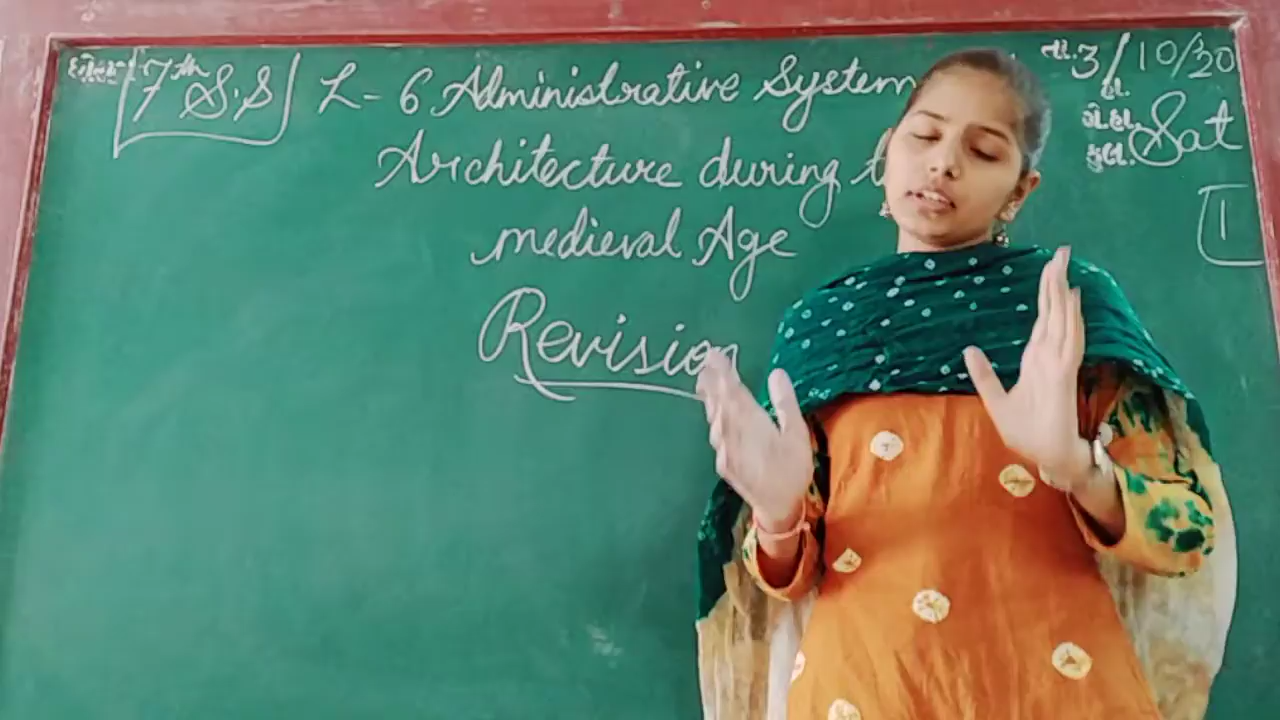 7th S.S L-6 Administrative System
Architecture during
medieval Age
Revision
તા. 3/10/20
હા.
ગે.હા. Sat
કુલ.
1